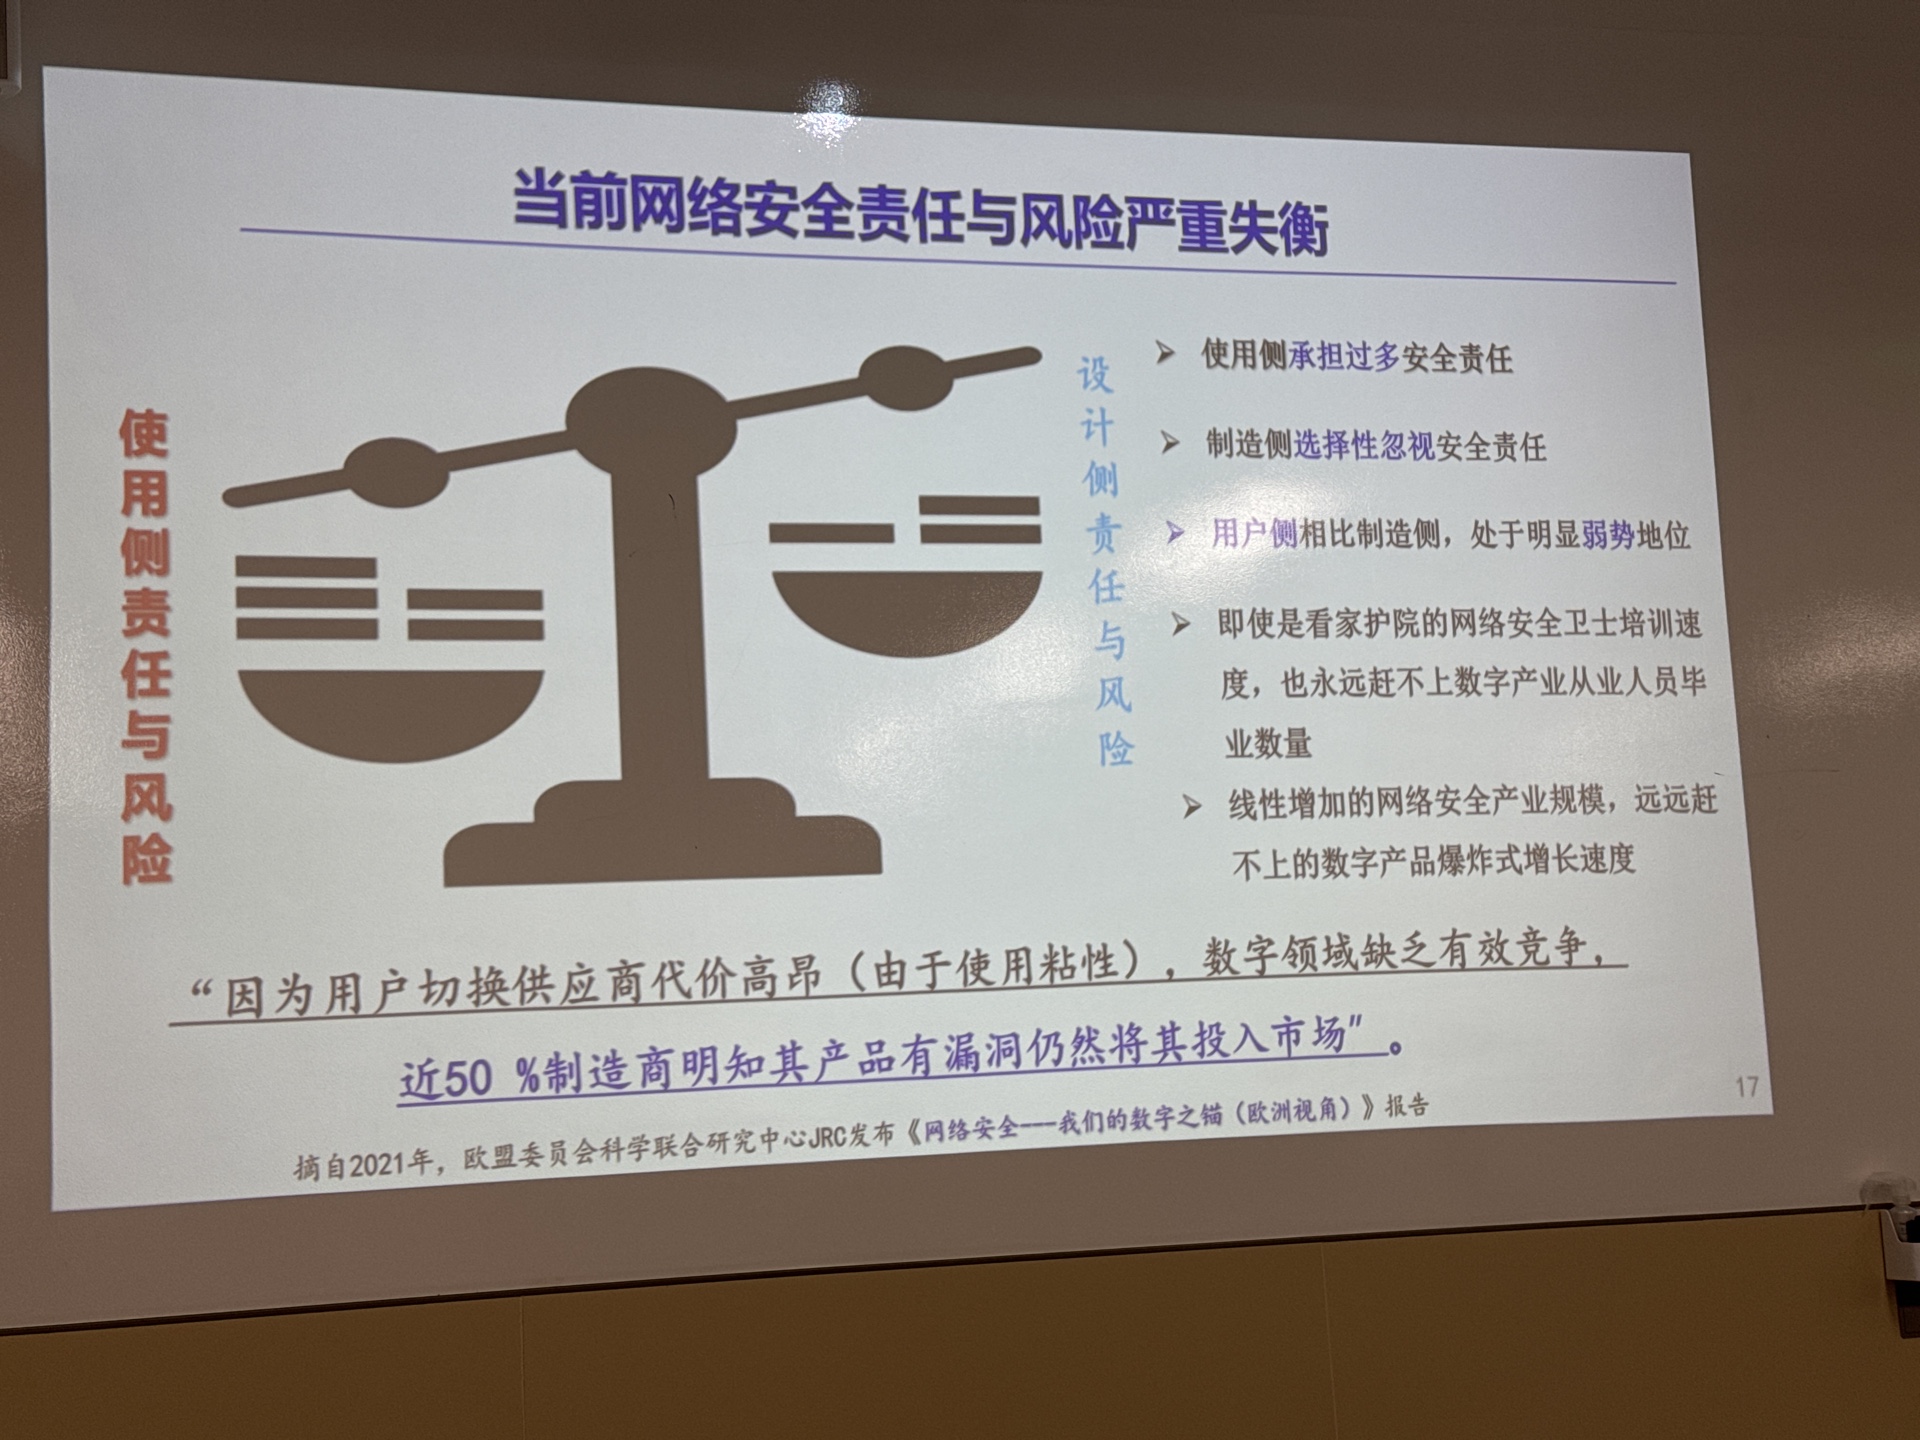 当前网络安全责任与风险严重失衡
使用侧责任与风险
设计侧责任与风险
➢ 使用侧承担过多安全责任
➢ 制造侧选择性忽视安全责任
➢ 用户侧相比制造侧，处于明显弱势地位
➢ 即使是看家护院的网络安全卫士培训速
度，也永远赶不上数字产业从业人员毕
业数量
➢ 线性增加的网络安全产业规模，远远赶
不上的数字产品爆炸式增长速度
“因为用户切换供应商代价高昂（由于使用粘性），数字领域缺乏有效竞争，
近50 %制造商明知其产品有漏洞仍然将其投入市场”。
摘自2021年，欧盟委员会科学联合研究中心JRC发布《网络安全---我们的数字之锚（欧洲视角）》报告
17